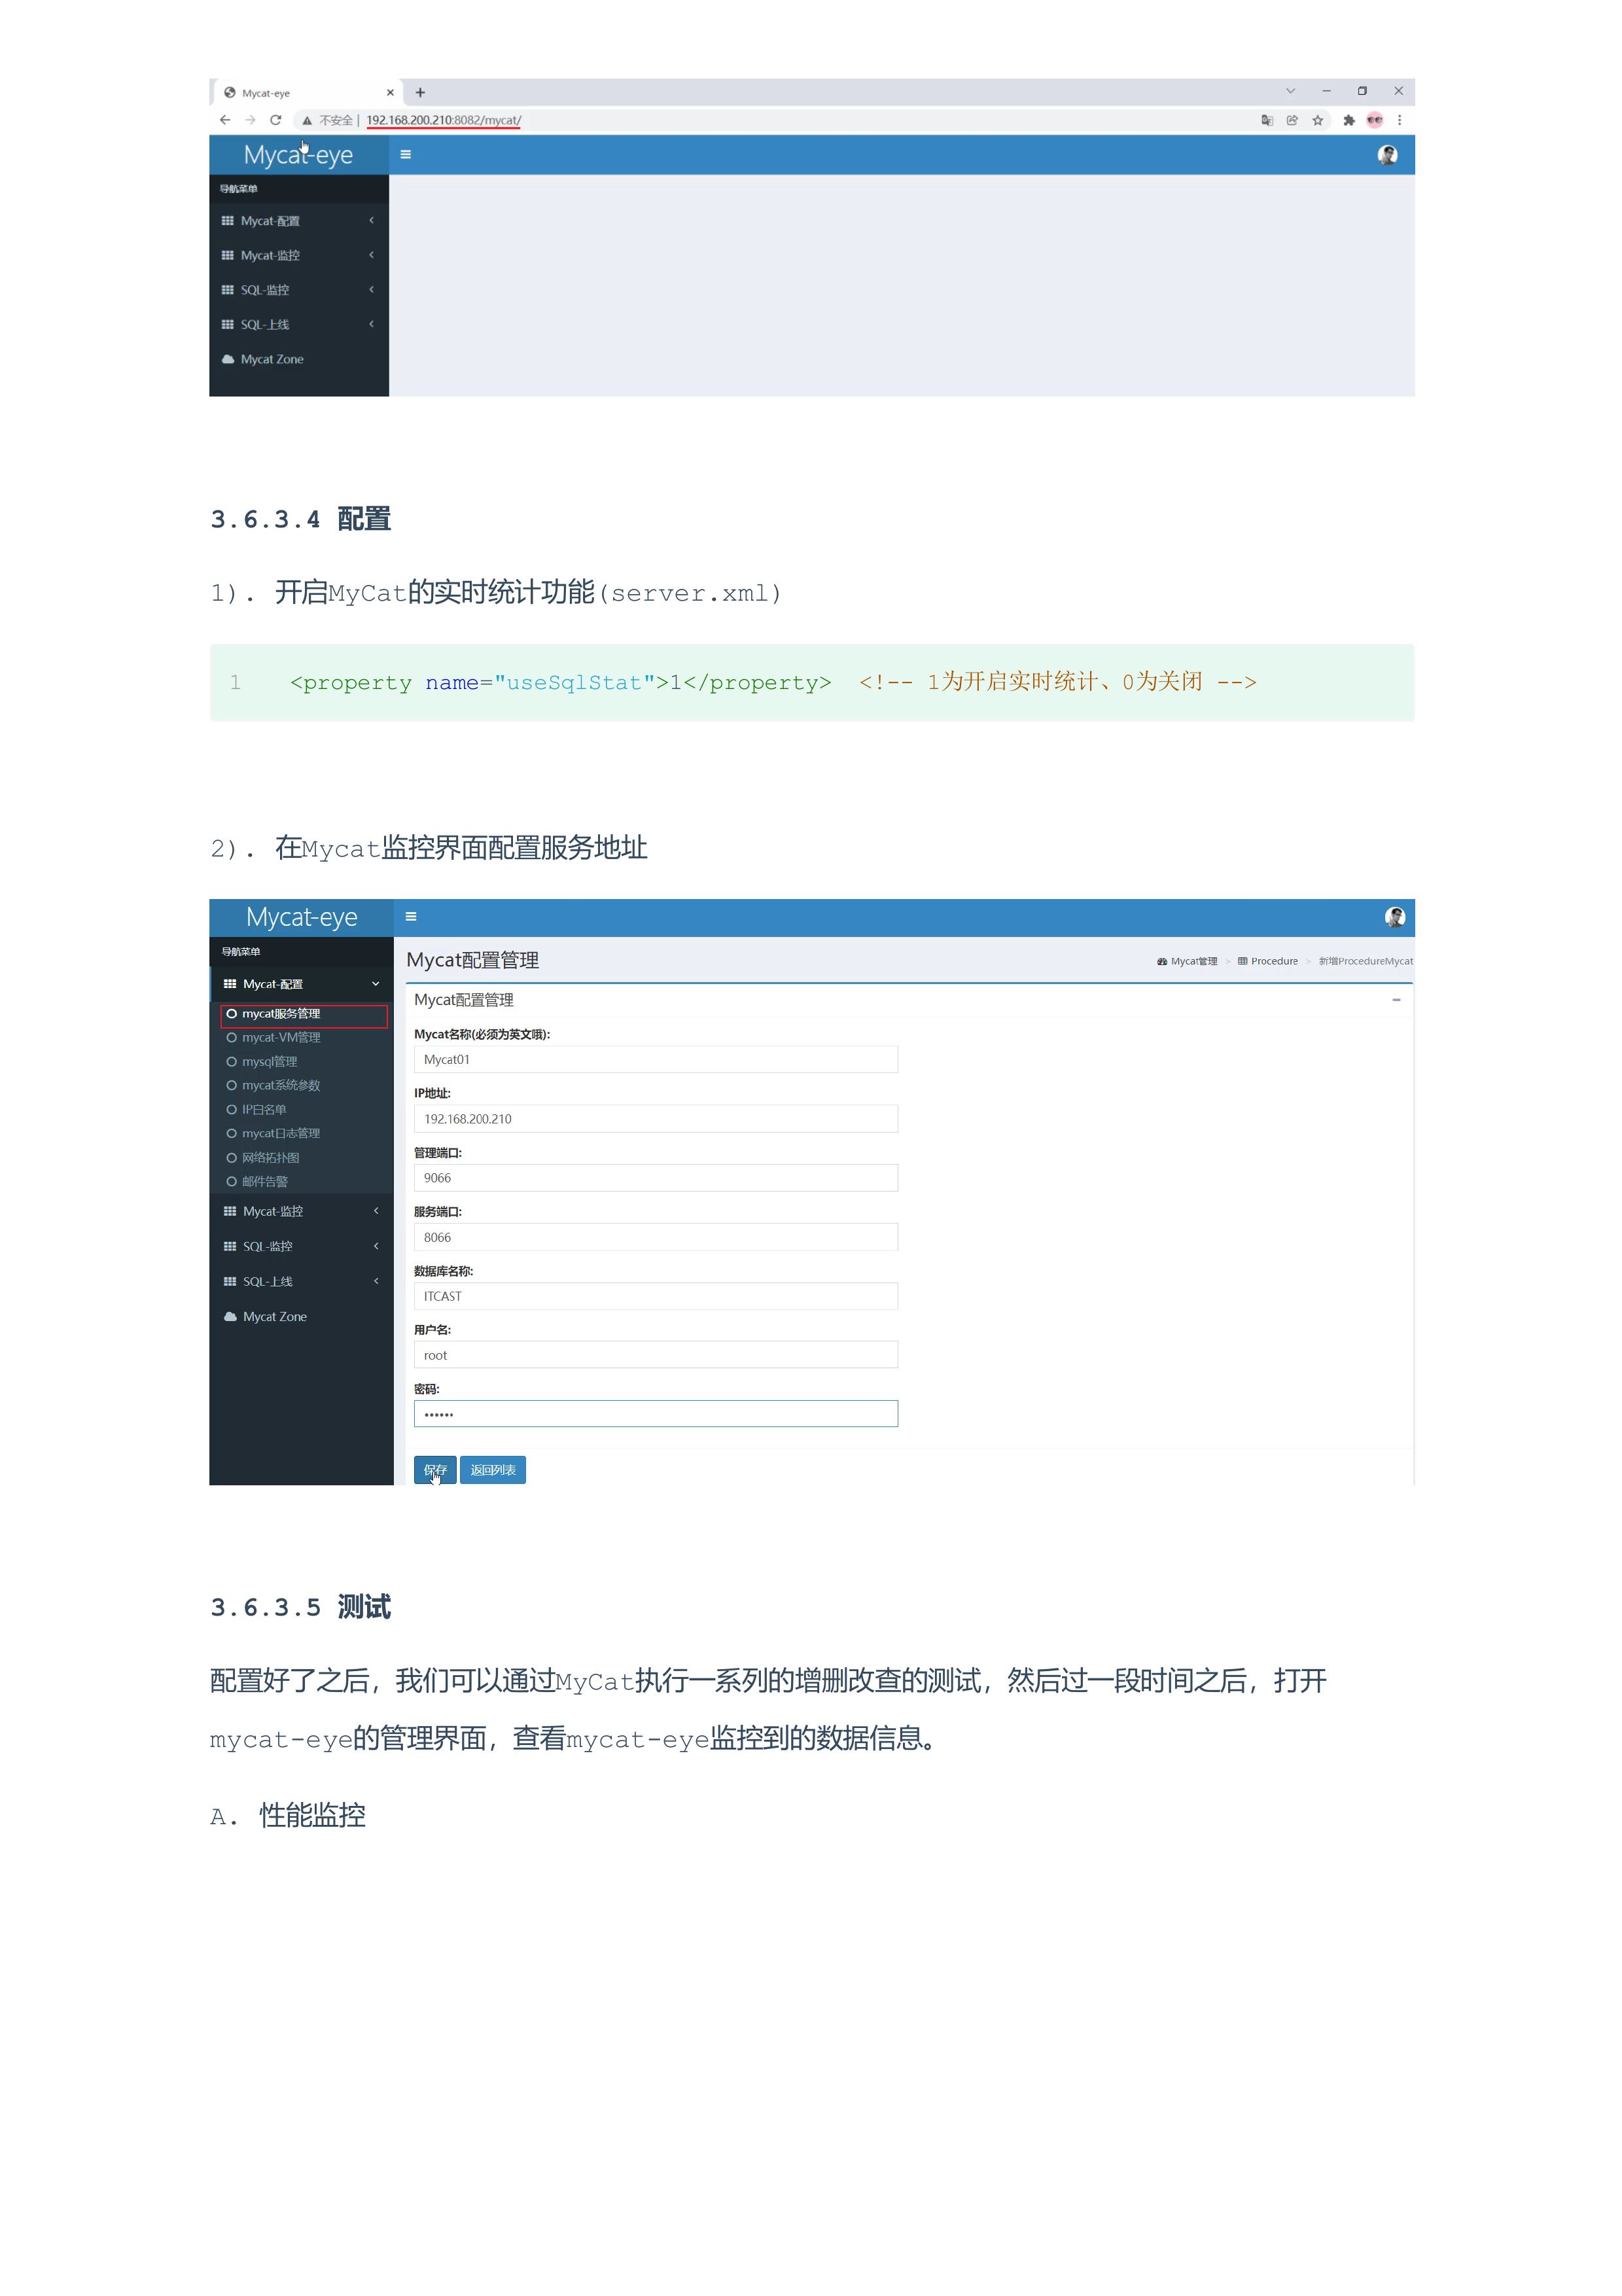 Mycat-eye
不安全 | 192.168.200.210:8082/mycat/
Mycat-eye
导航菜单
Mycat-配置
Mycat-监控
SQL-监控
SQL-上线
Mycat Zone
3.6.3.4 配置
1). 开启MyCat的实时统计功能(server.xml)
1 <property name="useSqlStat">1</property> <!-- 1为开启实时统计、0为关闭 -->
2). 在Mycat监控界面配置服务地址
Mycat-eye
导航菜单
Mycat-配置
mycat服务管理
mycat-VM管理
mysql管理
mycat系统参数
IP白名单
mycat日志管理
网络拓扑图
邮件告警
Mycat-监控
SQL-监控
SQL-上线
Mycat Zone
Mycat配置管理
Mycat管理 > Procedure > 新增ProcedureMycat
Mycat配置管理
Mycat名称(必须为英文哦):
Mycat01
IP地址:
192.168.200.210
管理端口:
9066
服务端口:
8066
数据库名称:
ITCAST
用户名:
root
密码:
••••••
保存 返回列表
3.6.3.5 测试
配置好了之后，我们可以通过MyCat执行一系列的增删改查的测试，然后过一段时间之后，打开
mycat-eye的管理界面，查看mycat-eye监控到的数据信息。
A. 性能监控